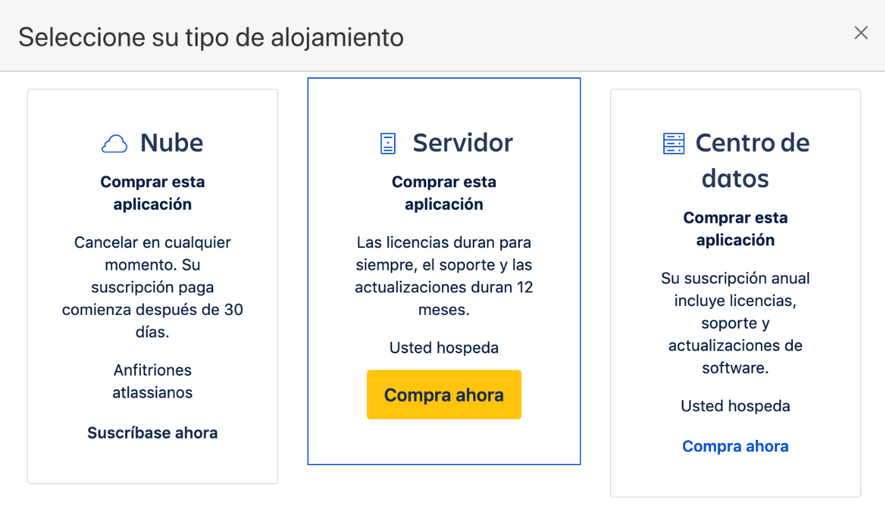 Seleccione su tipo de alojamiento
Nube
Comprar esta
aplicación
Cancelar en cualquier
momento. Su
suscripción paga
comienza después de 30
días.
Anfitriones
atlassianos
Suscríbase ahora
Servidor
Comprar esta
aplicación
Las licencias duran para
siempre, el soporte y las
actualizaciones duran 12
meses.
Usted hospeda
Compra ahora
Centro de
datos
Comprar esta
aplicación
Su suscripción anual
incluye licencias,
soporte y
actualizaciones de
software.
Usted hospeda
Compra ahora